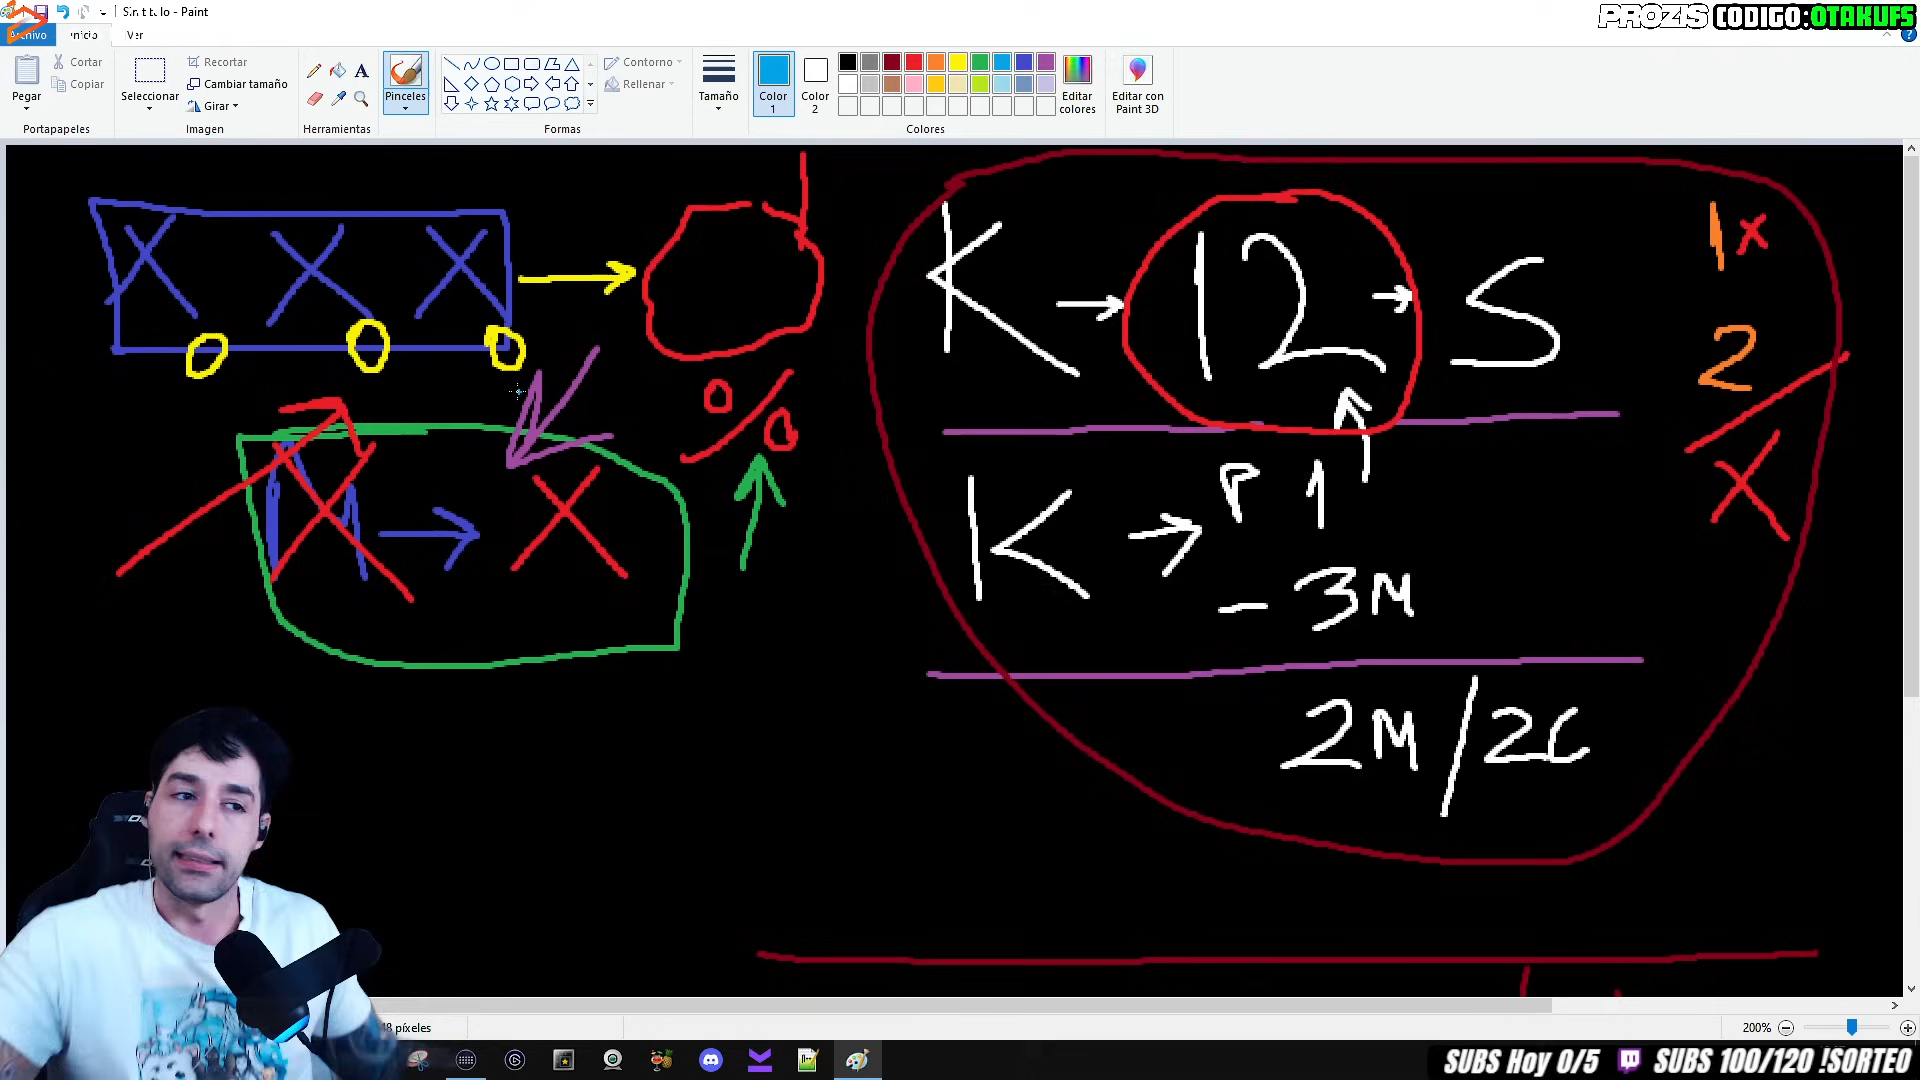 Sin título - Paint
PROZIS CODIGO:OTAKUFS
Archivo Inicio Ver
Pegar
Cortar
Copiar
Portapapeles
Seleccionar
Recortar
Cambiar tamaño
Girar
Imagen
A
Herramientas
Pinceles
Contorno
Rellenar
Formas
Tamaño
Color 1
Color 2
Editar colores
Editar con Paint 3D
Colores
X X X
K → 12 → S
1 X
2
%
X
X
K → P 1
- 3M
2M/2C
píxeles
200%
SUBS Hoy 0/5 SUBS 100/120 !SORTEO